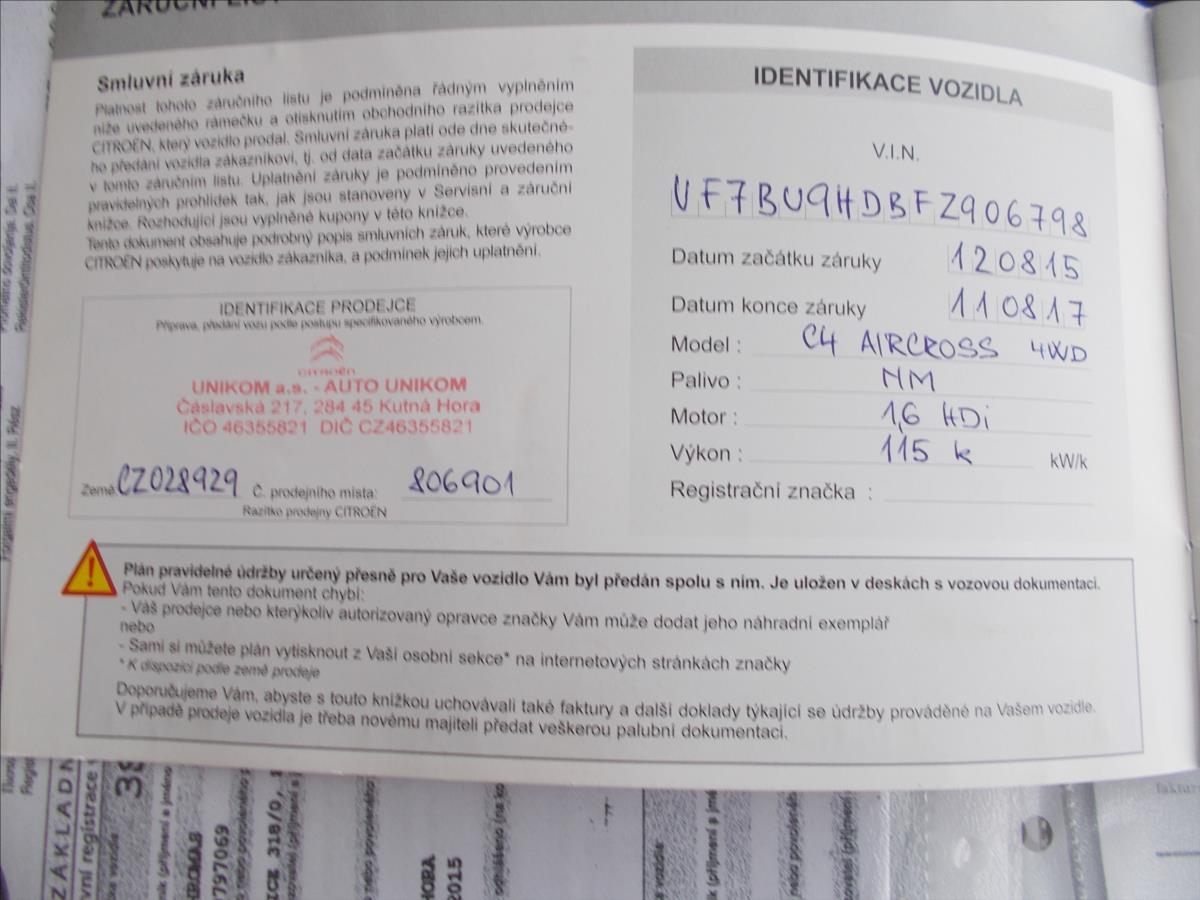 ZÁRUČNÍ LIST
Smluvní záruka
Platnost tohoto záručního listu je podmíněna řádným vyplněním
níže uvedeného rámečku a otisknutím obchodního razítka prodejce
CITROËN, který vozidlo prodal. Smluvní záruka platí ode dne skutečné-
ho předání vozidla zákazníkovi, tj. od data začátku záruky uvedeného
v tomto záručním listu. Uplatnění záruky je podmíněno provedením
pravidelných prohlídek tak, jak jsou stanoveny v Servisní a záruční
knížce. Rozhodující jsou vyplněné kupony v této knížce.
Tento dokument obsahuje podrobný popis smluvních záruk, které výrobce
CITROËN poskytuje na vozidlo zákazníka, a podmínek jejich uplatnění.
IDENTIFIKACE PRODEJCE
Příprava, předání vozu podle postupu specifikovaného výrobcem.
CITROËN
UNIKOM a.s. - AUTO UNIKOM
Čáslavská 217, 284 45 Kutná Hora
IČO 46355821 DIČ CZ46355821
Země CZ028929 Č. prodejního místa: 806901
Razítko prodejny CITROËN
IDENTIFIKACE VOZIDLA
V.I.N.
VF7BU9HDBFZ906798
Datum začátku záruky 120815
Datum konce záruky 110817
Model : C4 AIRCROSS 4WD
Palivo : NM
Motor : 1,6 HDi
Výkon : 115 k kW/k
Registrační značka :
Plán pravidelné údržby určený přesně pro Vaše vozidlo Vám byl předán spolu s ním. Je uložen v deskách s vozovou dokumentací.
Pokud Vám tento dokument chybí:
- Váš prodejce nebo kterýkoliv autorizovaný opravce značky Vám může dodat jeho náhradní exemplář
nebo
- Sami si můžete plán vytisknout z Vaší osobní sekce* na internetových stránkách značky
* K dispozici podle země prodeje
Doporučujeme Vám, abyste s touto knížkou uchovávali také faktury a další doklady týkající se údržby prováděné na Vašem vozidle.
V případě prodeje vozidla je třeba novému majiteli předat veškerou palubní dokumentaci.
ZÁKLADN
vní registrace
797069
318/0,
HORA
2015